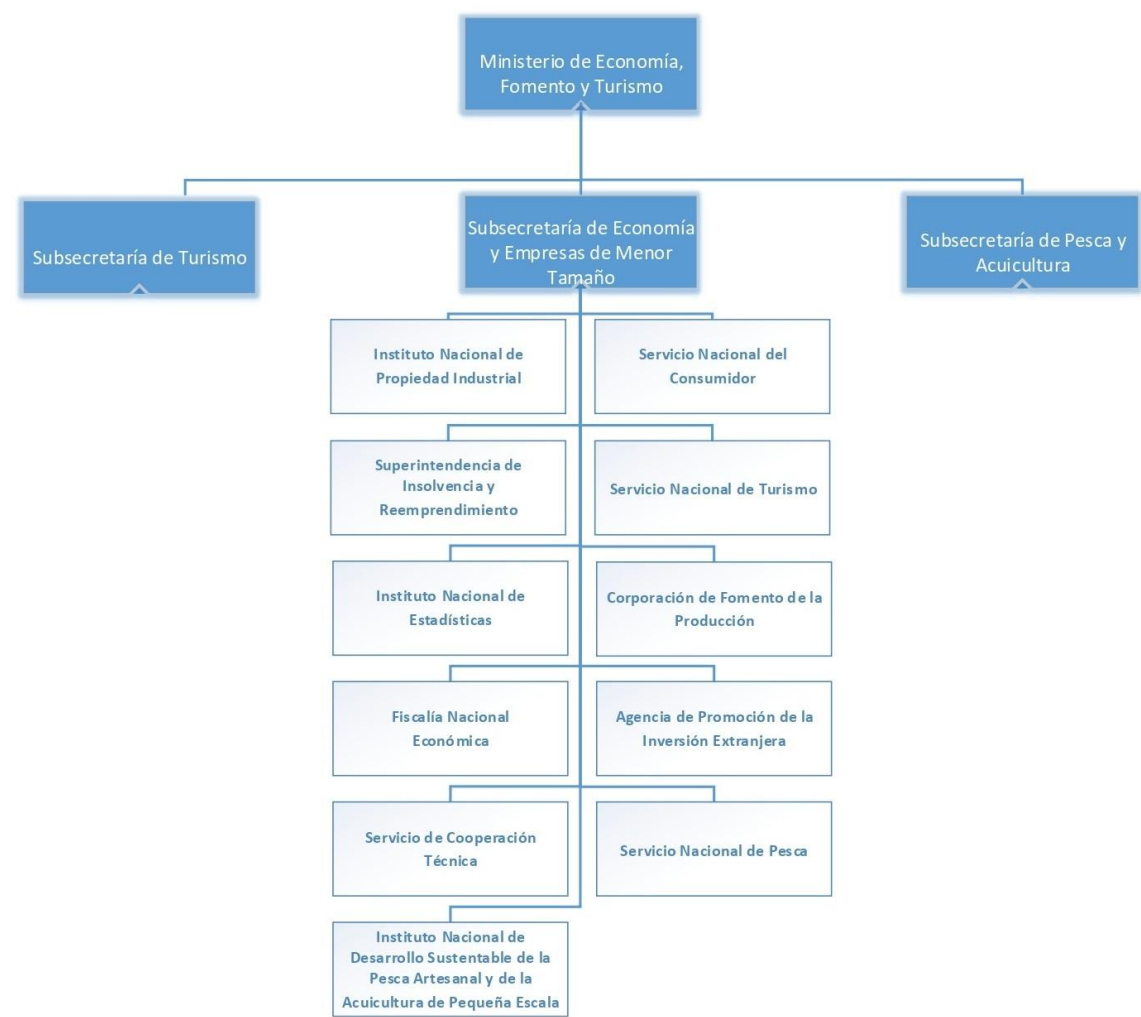 Ministerio de Economía,
Fomento y Turismo
Subsecretaría de Turismo
Subsecretaría de Economía
y Empresas de Menor
Tamaño
Subsecretaría de Pesca y
Acuicultura
Instituto Nacional de
Propiedad Industrial
Servicio Nacional del
Consumidor
Superintendencia de
Insolvencia y
Reemprendimiento
Servicio Nacional de Turismo
Instituto Nacional de
Estadísticas
Corporación de Fomento de la
Producción
Fiscalía Nacional
Económica
Agencia de Promoción de la
Inversión Extranjera
Servicio de Cooperación
Técnica
Servicio Nacional de Pesca
Instituto Nacional de
Desarrollo Sustentable de la
Pesca Artesanal y de la
Acuicultura de Pequeña Escala